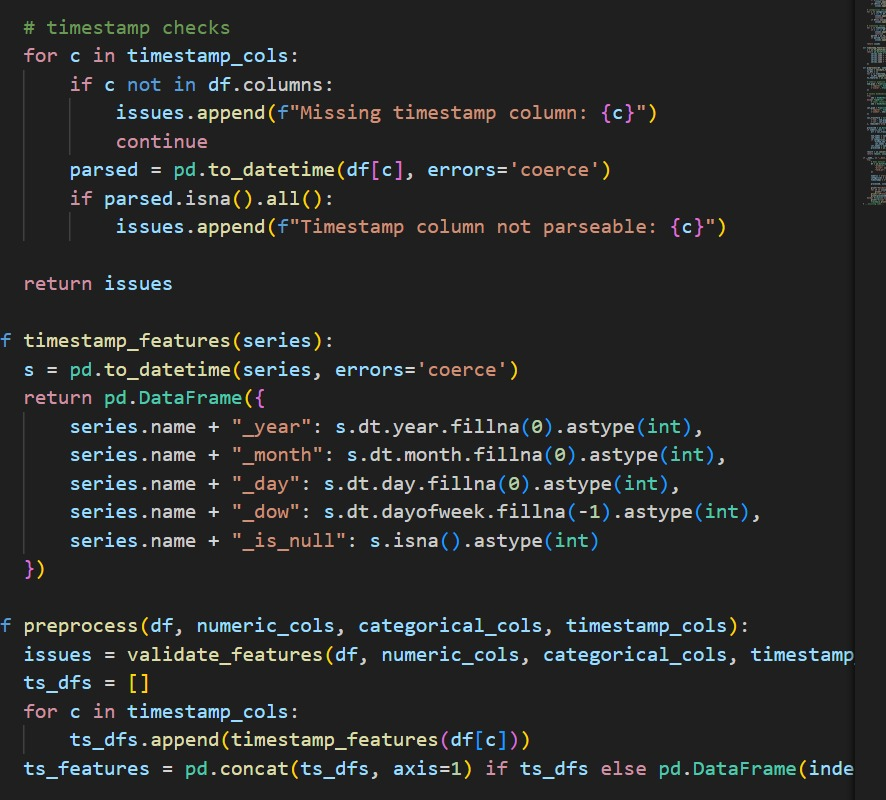 # timestamp checks
for c in timestamp_cols:
    if c not in df.columns:
        issues.append(f"Missing timestamp column: {c}")
        continue
    parsed = pd.to_datetime(df[c], errors='coerce')
    if parsed.isna().all():
        issues.append(f"Timestamp column not parseable: {c}")
return issues
f timestamp_features(series):
s = pd.to_datetime(series, errors='coerce')
return pd.DataFrame({
    series.name + "_year": s.dt.year.fillna(0).astype(int),
    series.name + "_month": s.dt.month.fillna(0).astype(int),
    series.name + "_day": s.dt.day.fillna(0).astype(int),
    series.name + "_dow": s.dt.dayofweek.fillna(-1).astype(int),
    series.name + "_is_null": s.isna().astype(int)
})
f preprocess(df, numeric_cols, categorical_cols, timestamp_cols):
issues = validate_features(df, numeric_cols, categorical_cols, timestamp
ts_dfs = []
for c in timestamp_cols:
    ts_dfs.append(timestamp_features(df[c]))
ts_features = pd.concat(ts_dfs, axis=1) if ts_dfs else pd.DataFrame(inde